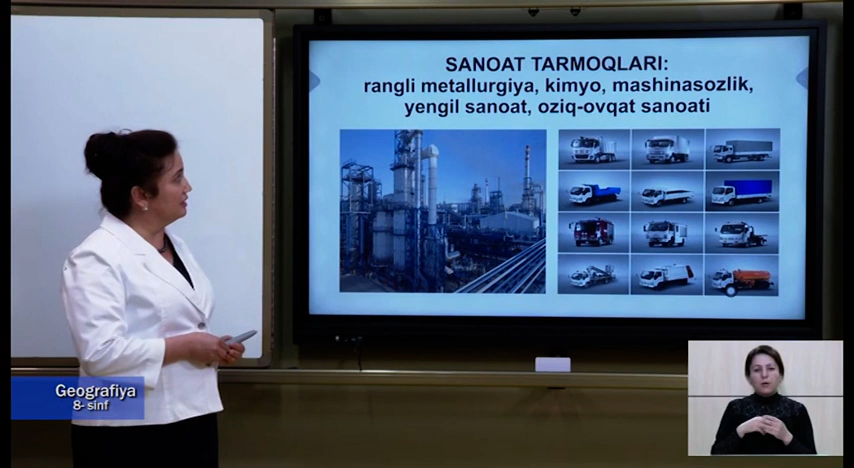 SANOAT TARMOQLARI:
rangli metallurgiya, kimyo, mashinasozlik,
yengil sanoat, oziq-ovqat sanoati
Geografiya
8- sinf